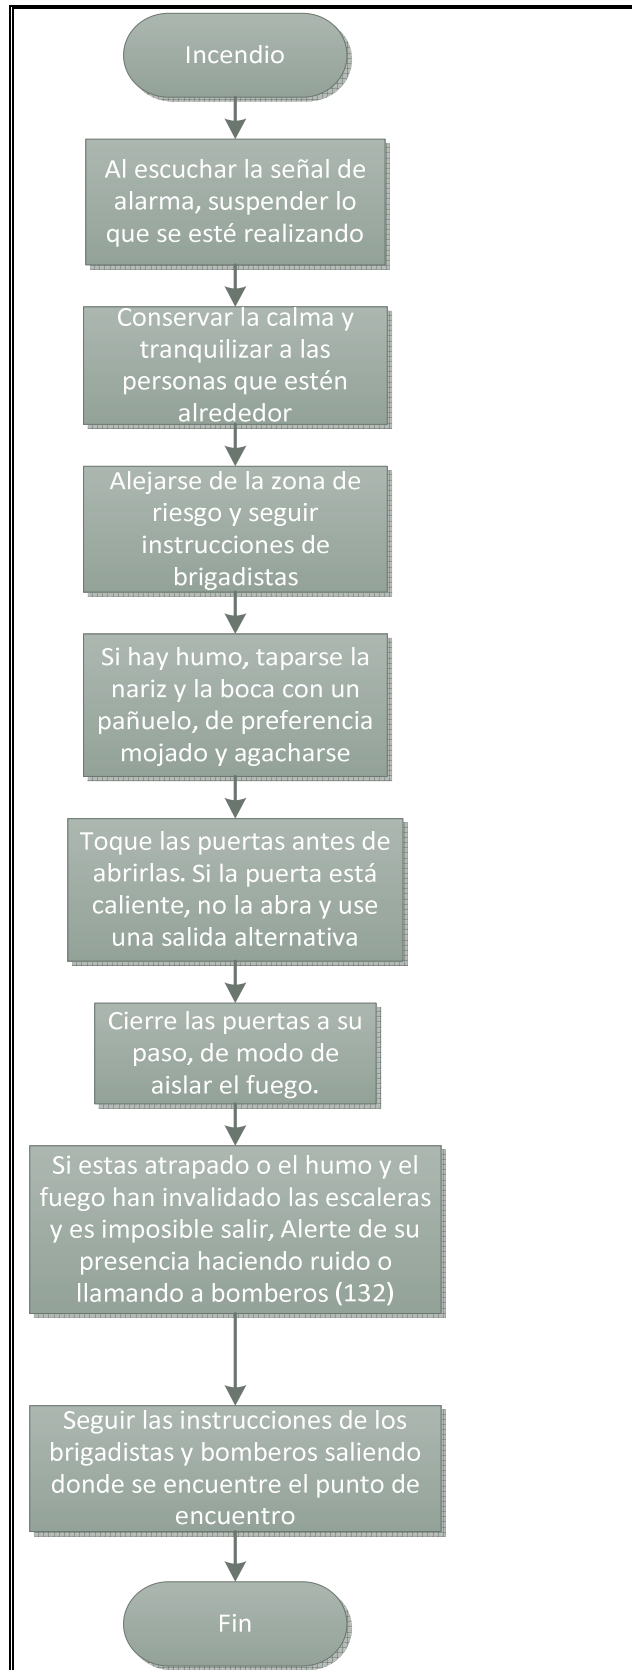 Incendio
Al escuchar la señal de
alarma, suspender lo
que se esté realizando
Conservar la calma y
tranquilizar a las
personas que estén
alrededor
Alejarse de la zona de
riesgo y seguir
instrucciones de
brigadistas
Si hay humo, taparse la
nariz y la boca con un
pañuelo, de preferencia
mojado y agacharse
Toque las puertas antes de
abrirlas. Si la puerta está
caliente, no la abra y use
una salida alternativa
Cierre las puertas a su
paso, de modo de
aislar el fuego.
Si estas atrapado o el humo y el
fuego han invalidado las escaleras
y es imposible salir, Alerte de su
presencia haciendo ruido o
llamando a bomberos (132)
Seguir las instrucciones de los
brigadistas y bomberos saliendo
donde se encuentre el punto de
encuentro
Fin